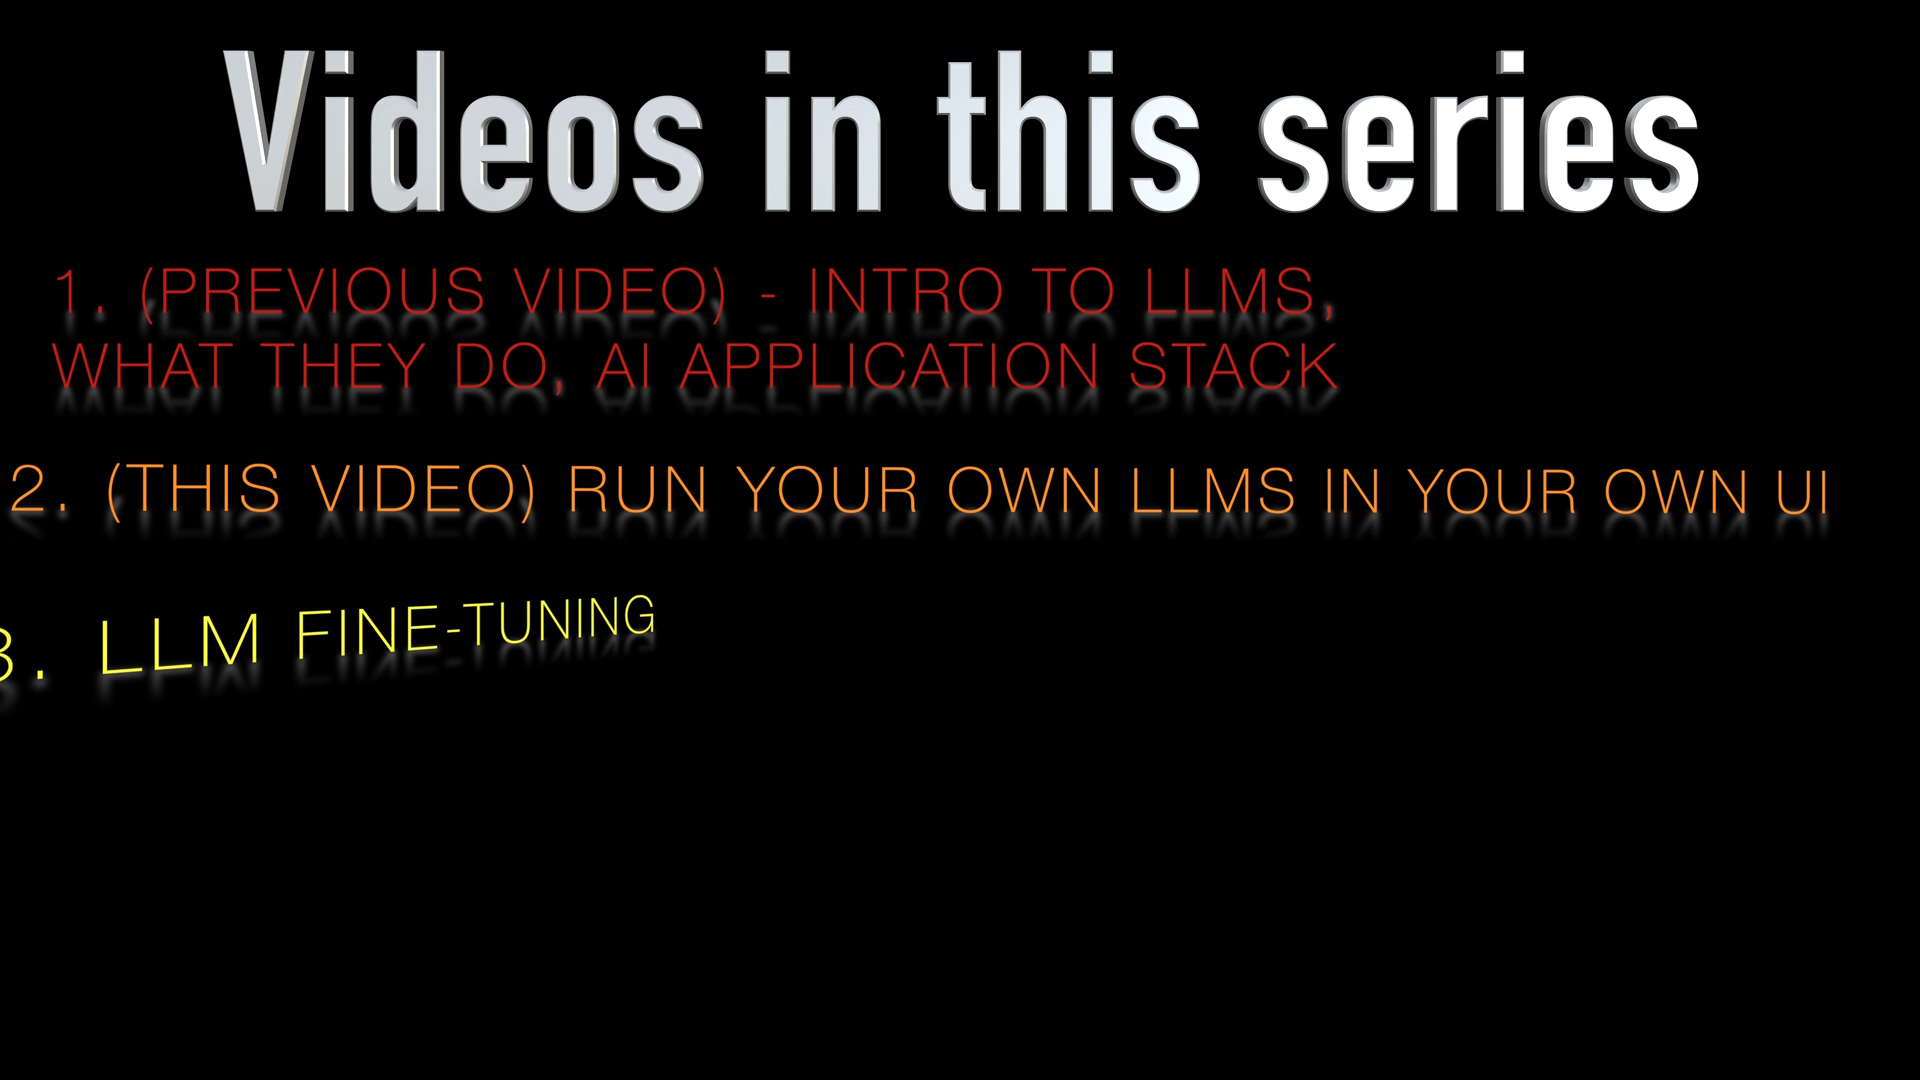 Videos in this series
1. (PREVIOUS VIDEO) - INTRO TO LLMS,
WHAT THEY DO, AI APPLICATION STACK
2. (THIS VIDEO) RUN YOUR OWN LLMS IN YOUR OWN UI
3. LLM FINE-TUNING